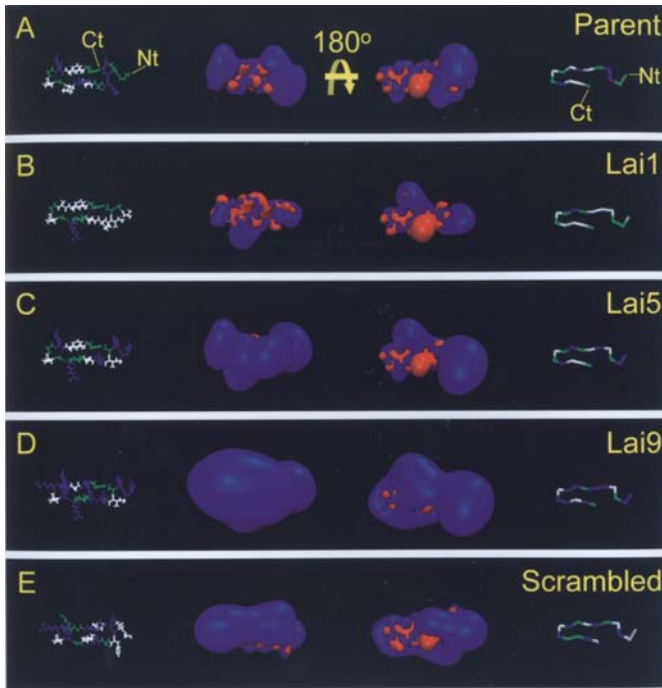 A Ct Nt 180° Parent Nt Ct
B Lai1
C Lai5
D Lai9
E Scrambled